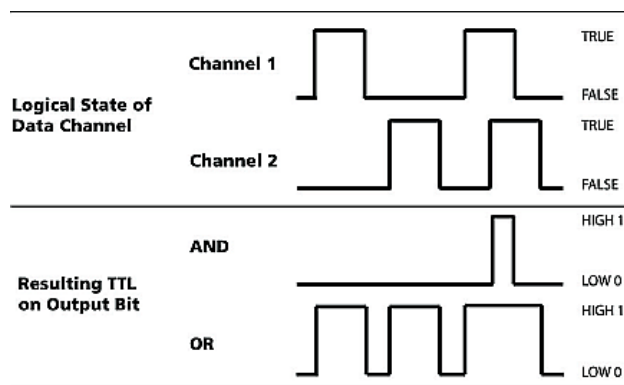 Channel 1
TRUE
FALSE
Logical State of
Data Channel
Channel 2
TRUE
FALSE
AND
HIGH 1
LOW 0
Resulting TTL
on Output Bit
OR
HIGH 1
LOW 0